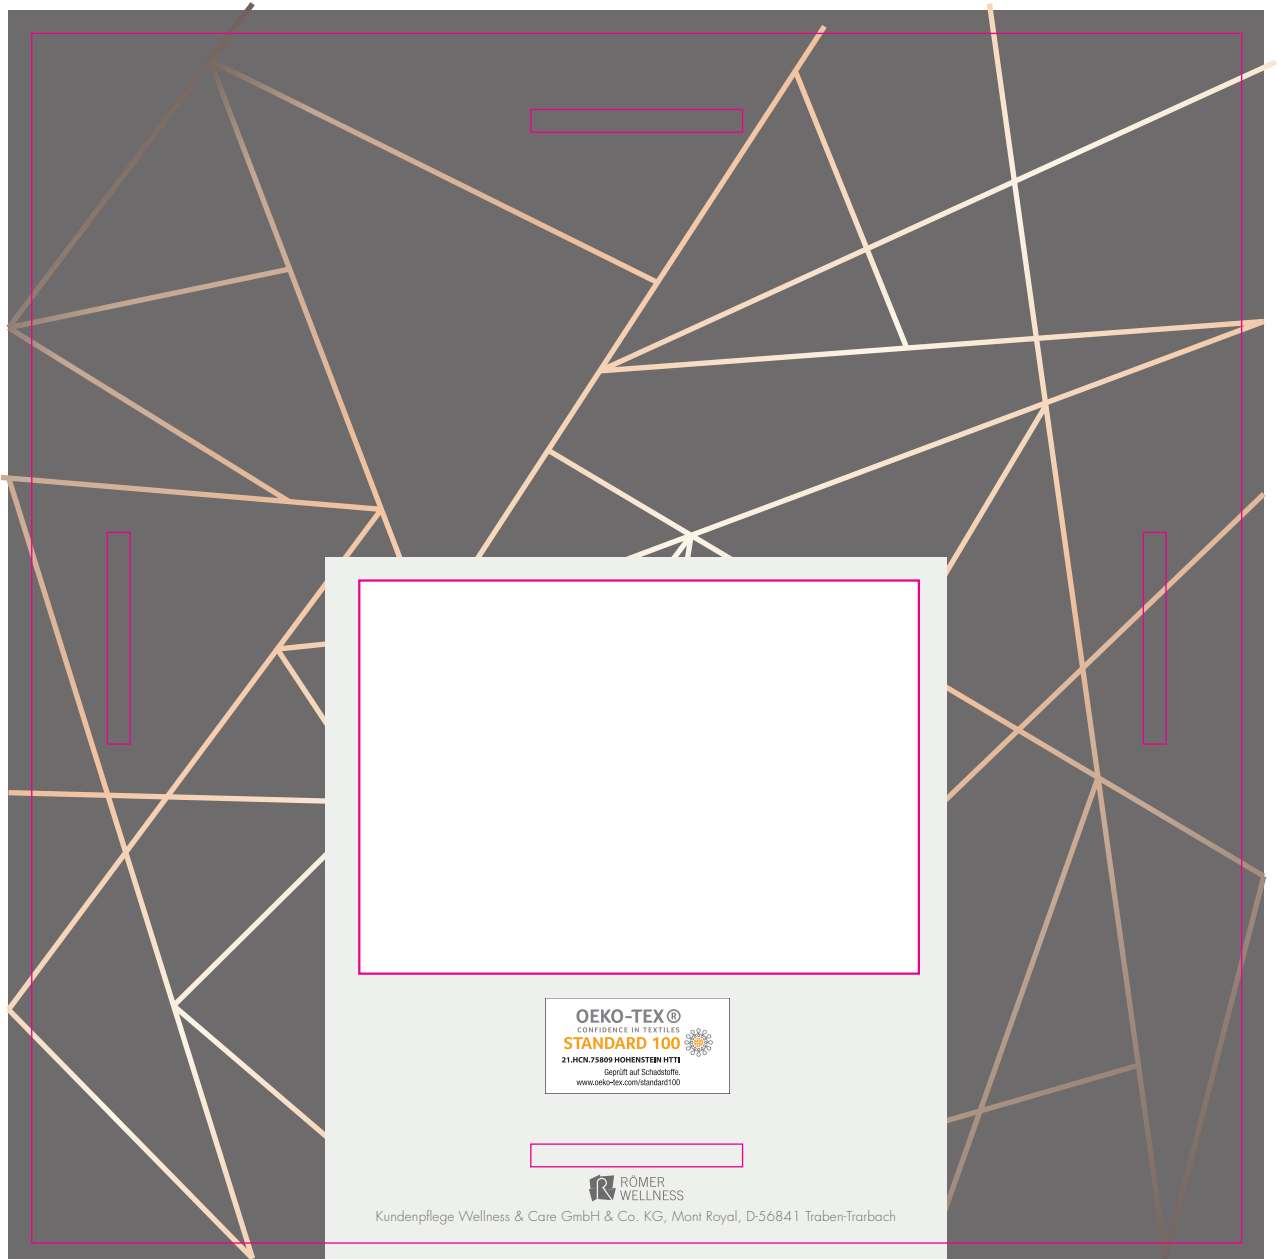 OEKO-TEX®
CONFIDENCE IN TEXTILES
STANDARD 100
21.HCN.75809 HOHENSTEIN HTTI
Geprüft auf Schadstoffe.
www.oeko-tex.com/standard100
R RÖMER
WELLNESS
Kundenpflege Wellness & Care GmbH & Co. KG, Mont Royal, D-56841 Traben-Trarbach